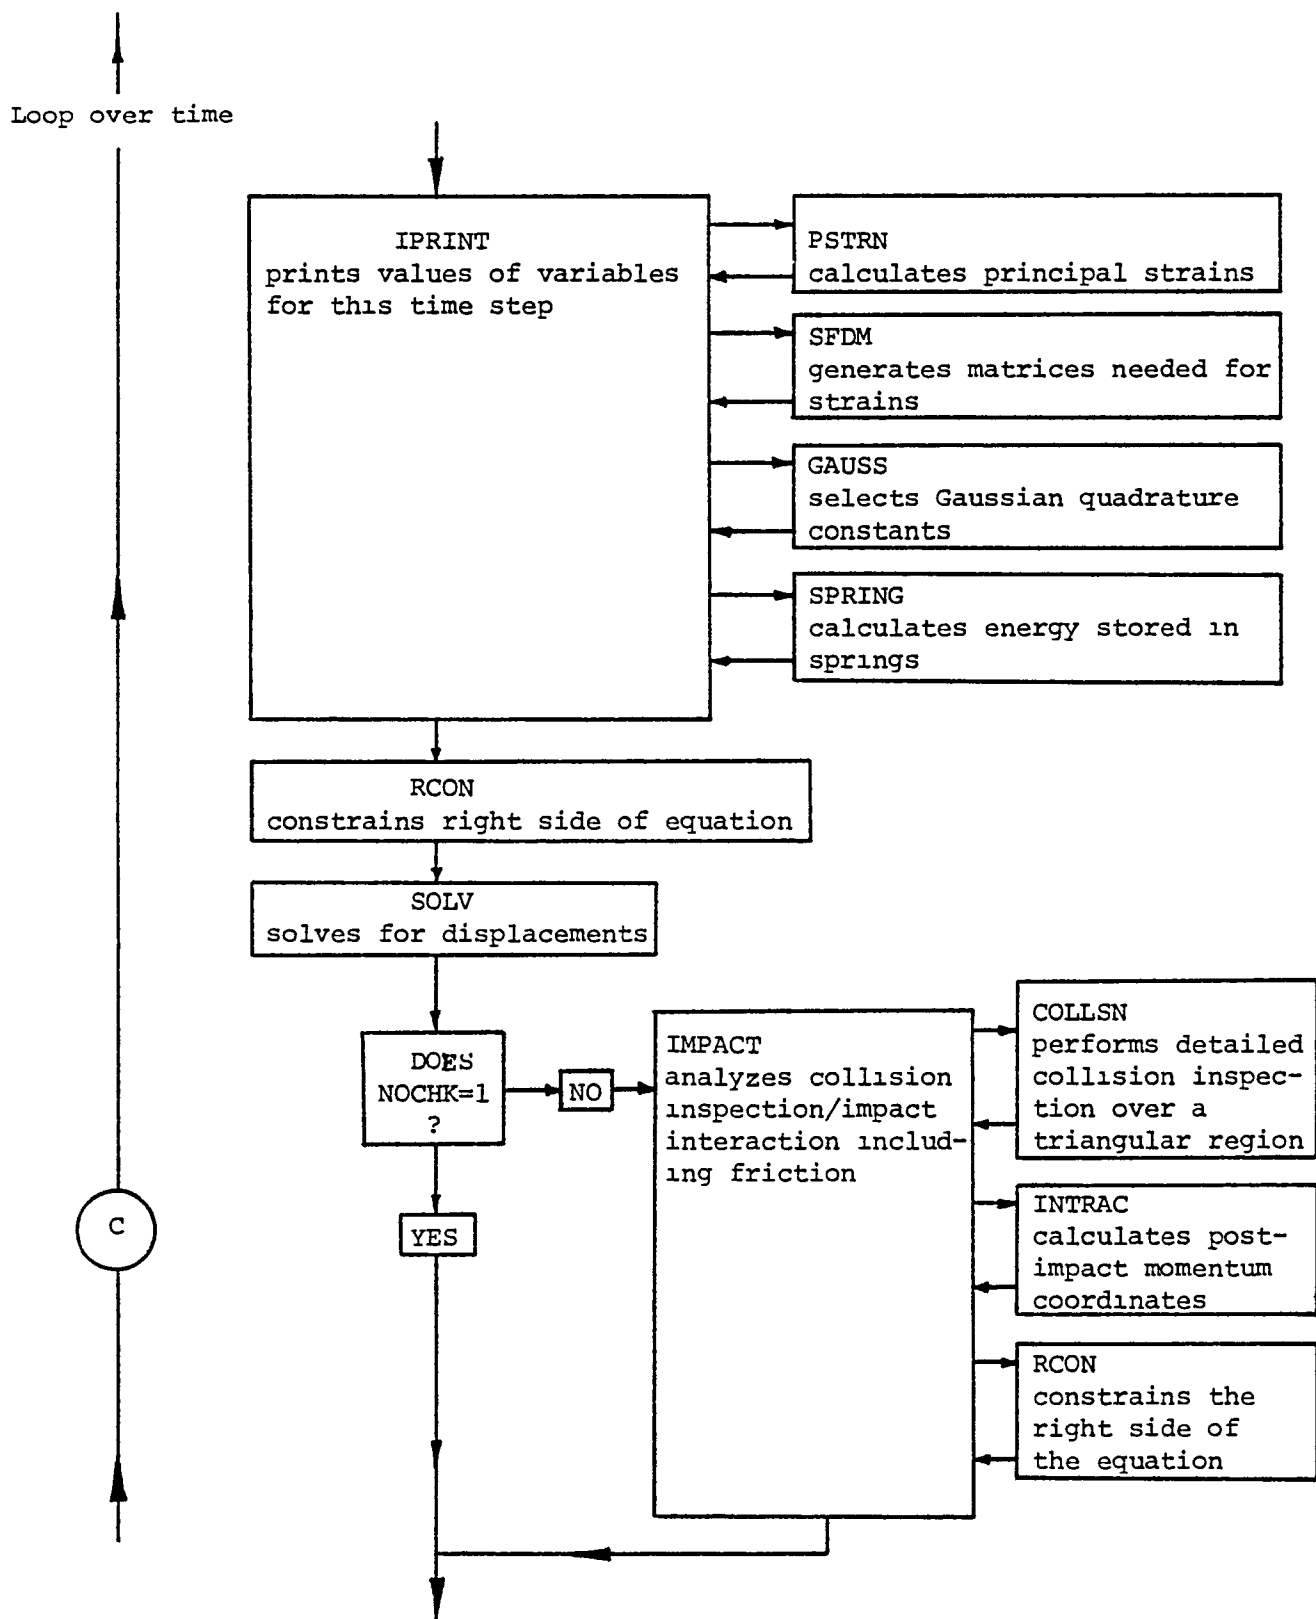 Loop over time
IPRINT
prints values of variables
for this time step
PSTRN
calculates principal strains
SFDM
generates matrices needed for
strains
GAUSS
selects Gaussian quadrature
constants
SPRING
calculates energy stored in
springs
RCON
constrains right side of equation
SOLV
solves for displacements
DOES
NOCHK=1
?
NO
YES
IMPACT
analyzes collision
inspection/impact
interaction includ-
ing friction
COLLSN
performs detailed
collision inspec-
tion over a
triangular region
INTRAC
calculates post-
impact momentum
coordinates
RCON
constrains the
right side of
the equation
C